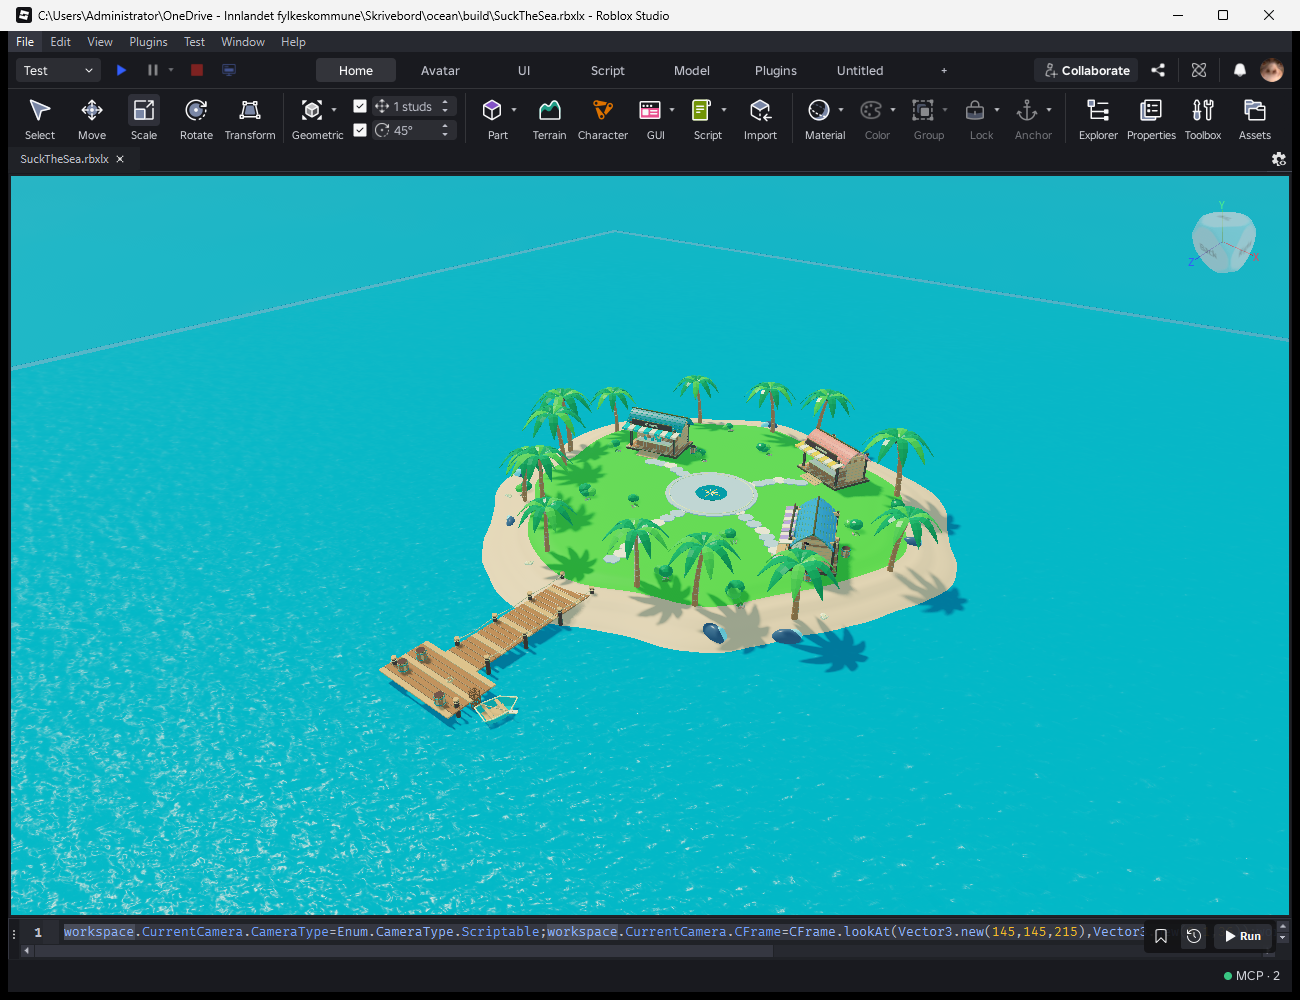 C:\Users\Administrator\OneDrive - Innlandet fylkeskommune\Skrivebord\ocean\build\SuckTheSea.rbxlx - Roblox Studio
File Edit View Plugins Test Window Help
Test Home Avatar UI Script Model Plugins Untitled + Collaborate
1 studs
45°
Select Move Scale Rotate Transform Geometric Part Terrain Character GUI Script Import Material Color Group Lock Anchor Explorer Properties Toolbox Assets
SuckTheSea.rbxlx
Y
Z
X
1 workspace.CurrentCamera.CameraType=Enum.CameraType.Scriptable;workspace.CurrentCamera.CFrame=CFrame.lookAt(Vector3.new(145,145,215),Vector3
Run
MCP · 2